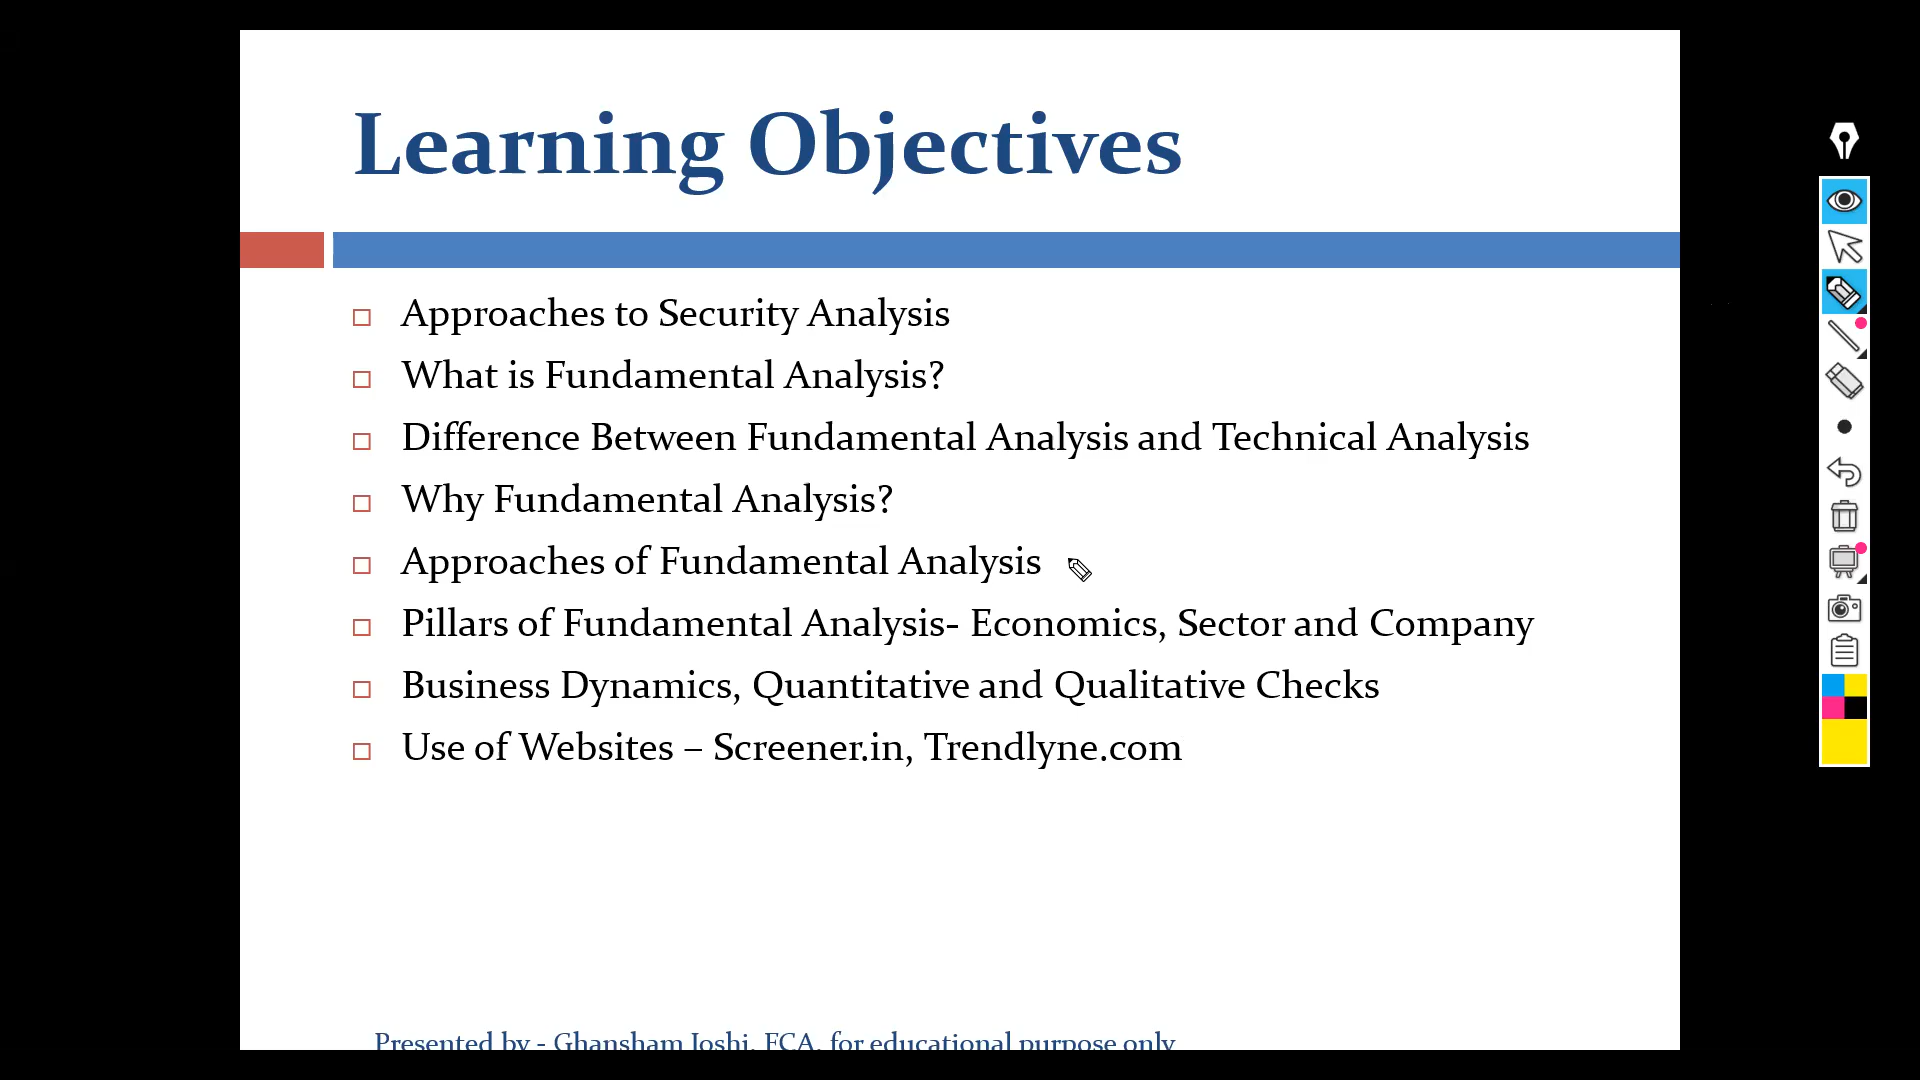 Learning Objectives
Approaches to Security Analysis
What is Fundamental Analysis?
Difference Between Fundamental Analysis and Technical Analysis
Why Fundamental Analysis?
Approaches of Fundamental Analysis
Pillars of Fundamental Analysis- Economics, Sector and Company
Business Dynamics, Quantitative and Qualitative Checks
Use of Websites – Screener.in, Trendlyne.com
Presented by - Ghansham Joshi, FCA, for educational purpose only